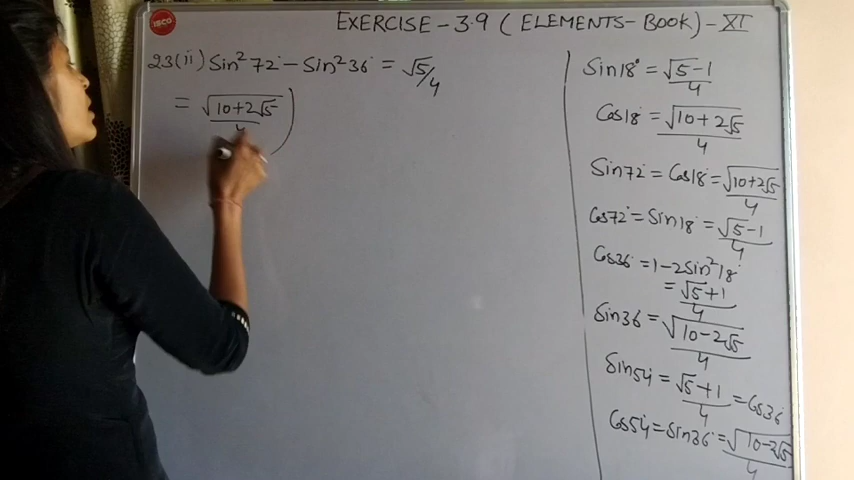 isca
EXERCISE - 3.9 ( ELEMENTS - BOOK ) - XI
23(ii) Sin²72° - Sin²36° = √5/4
= √(10+2√5)/4 )
Sin18° = (√5-1)/4
Cos18° = √(10+2√5)/4
Sin72° = Cos18° = √(10+2√5)/4
Cos72° = Sin18° = (√5-1)/4
Cos36° = 1-2Sin²18°
= (√5+1)/4
Sin36° = √(10-2√5)/4
Sin54° = (√5+1)/4 = Cos36°
Cos54° = Sin36° = √(10-2√5)/4